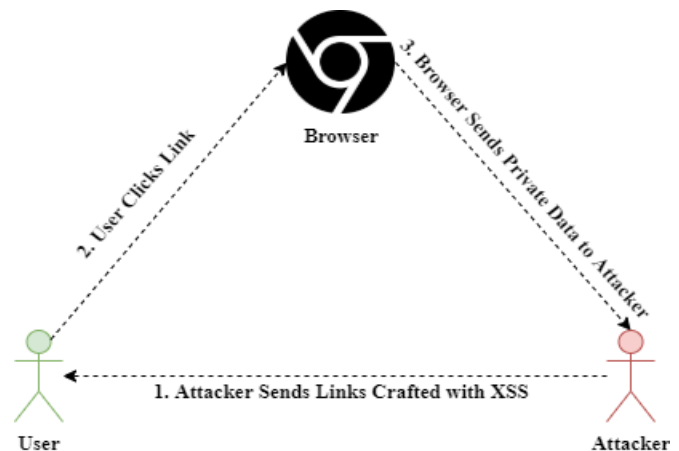 3. Browser Sends Private Data to Attacker
Browser
2. User Clicks Link
1. Attacker Sends Links Crafted with XSS
User
Attacker